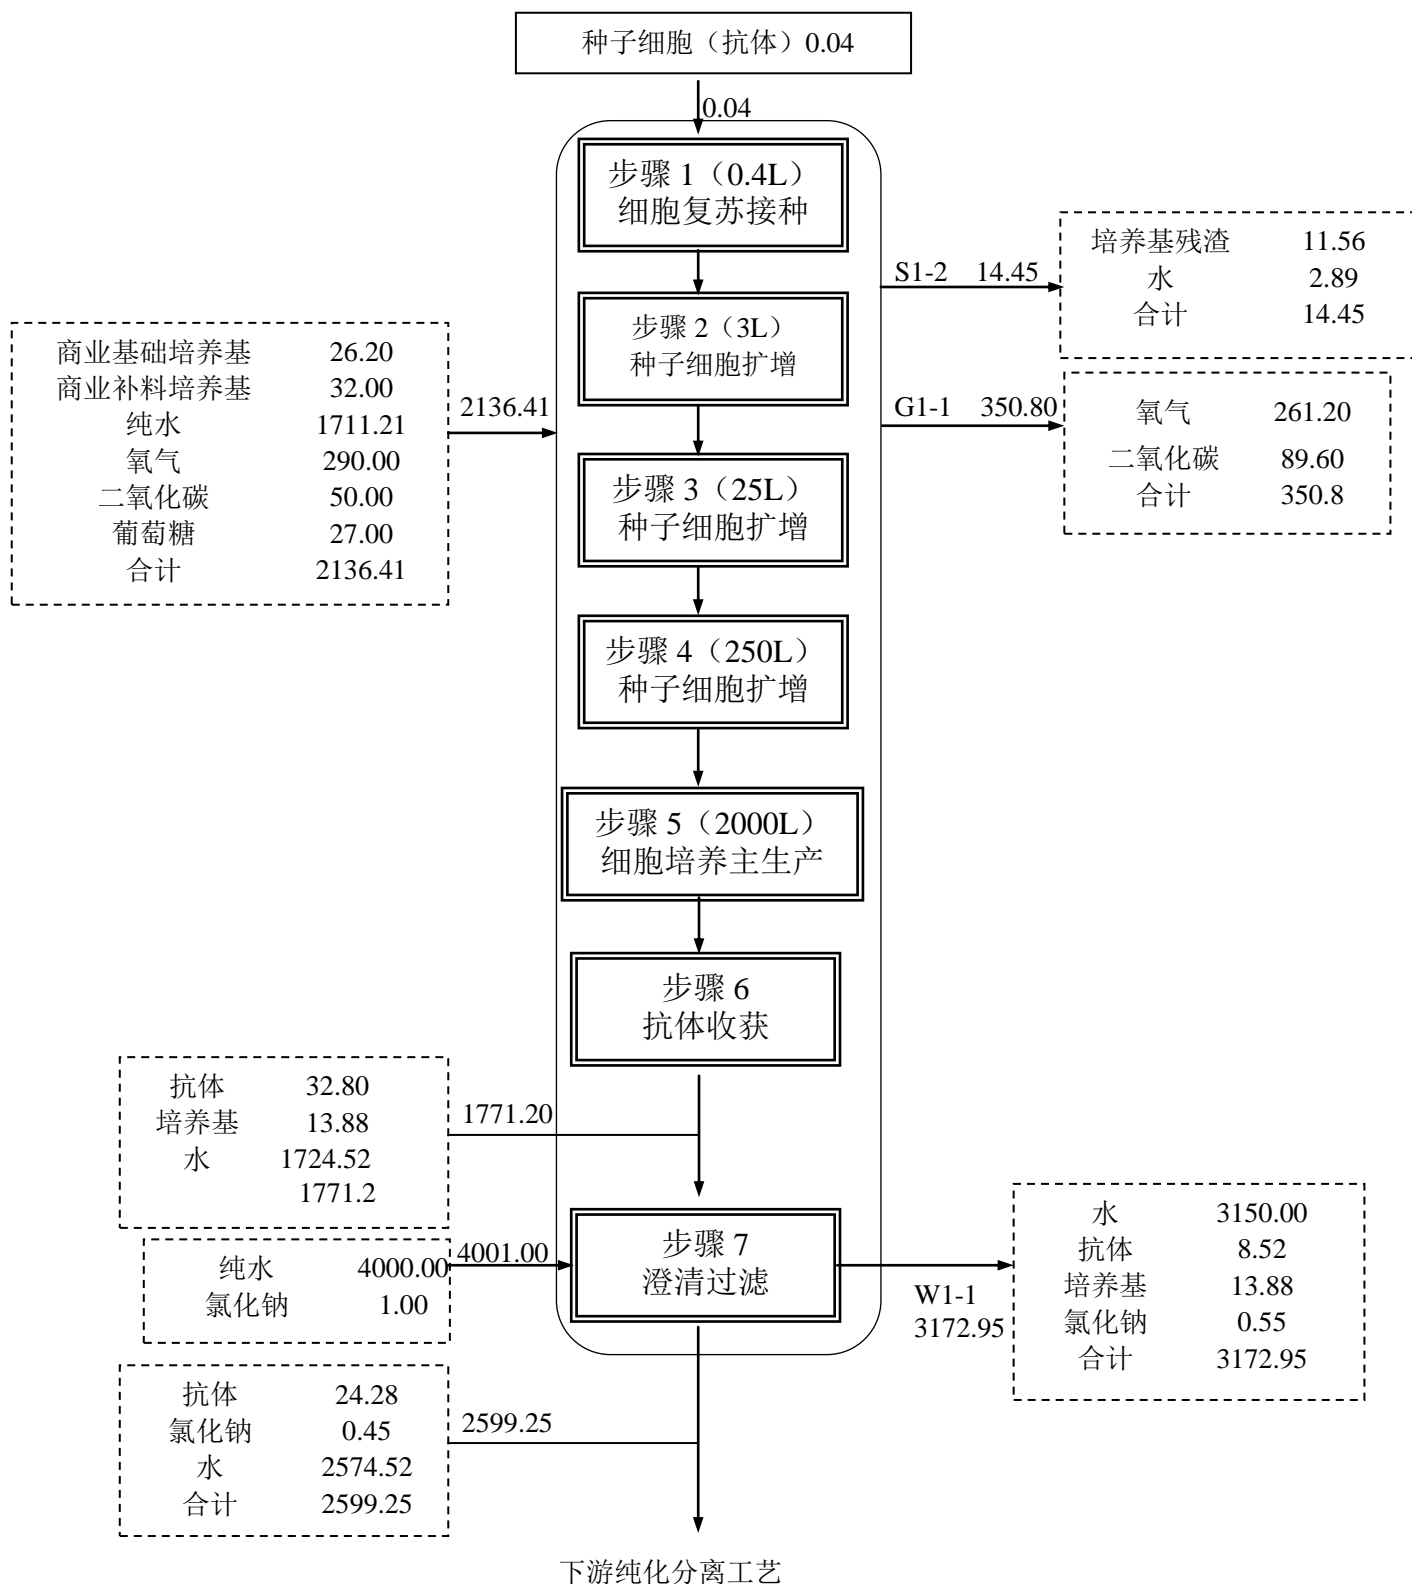 种子细胞（抗体）0.04
0.04
步骤 1（0.4L）
细胞复苏接种
S1-2 14.45
培养基残渣 11.56
水 2.89
合计 14.45
步骤 2（3L）
种子细胞扩增
商业基础培养基 26.20
商业补料培养基 32.00
纯水 1711.21
氧气 290.00
二氧化碳 50.00
葡萄糖 27.00
合计 2136.41
2136.41
G1-1 350.80
氧气 261.20
二氧化碳 89.60
合计 350.8
步骤 3（25L）
种子细胞扩增
步骤 4（250L）
种子细胞扩增
步骤 5（2000L）
细胞培养主生产
步骤 6
抗体收获
抗体 32.80
培养基 13.88
水 1724.52
1771.2
1771.20
纯水 4000.00
氯化钠 1.00
4001.00
步骤 7
澄清过滤
W1-1
3172.95
水 3150.00
抗体 8.52
培养基 13.88
氯化钠 0.55
合计 3172.95
抗体 24.28
氯化钠 0.45
水 2574.52
合计 2599.25
2599.25
下游纯化分离工艺